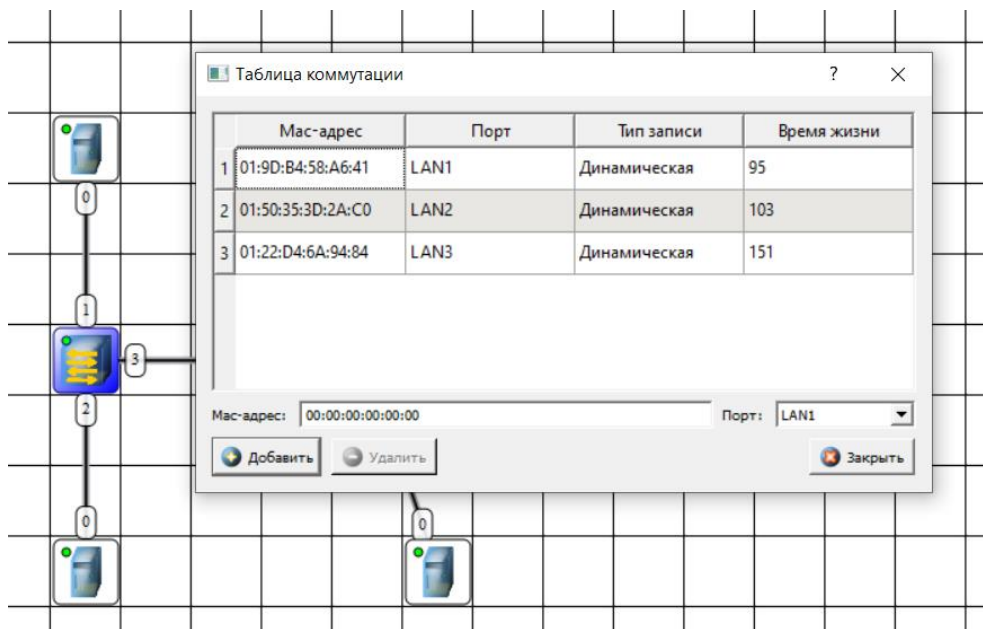 Таблица коммутации ?
Mac-адрес Порт Тип записи Время жизни
1 01:9D:B4:58:A6:41 LAN1 Динамическая 95
0
2 01:50:35:3D:2A:C0 LAN2 Динамическая 103
3 01:22:D4:6A:94:84 LAN3 Динамическая 151
1
3
2
Mac-адрес: 00:00:00:00:00:00 Порт: LAN1
Добавить Удалить Закрыть
0
0